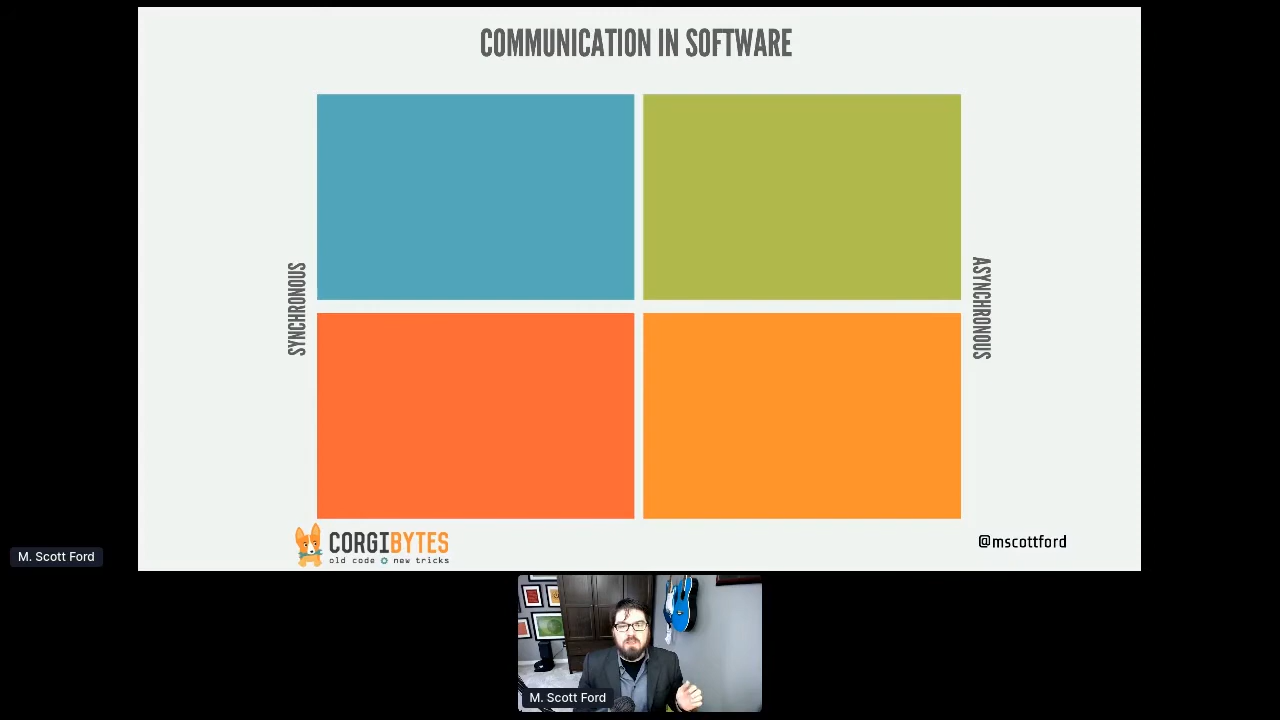 COMMUNICATION IN SOFTWARE
SYNCHRONOUS
ASYNCHRONOUS
CORGIBYTES
old code new tricks
@mscottford
M. Scott Ford
M. Scott Ford